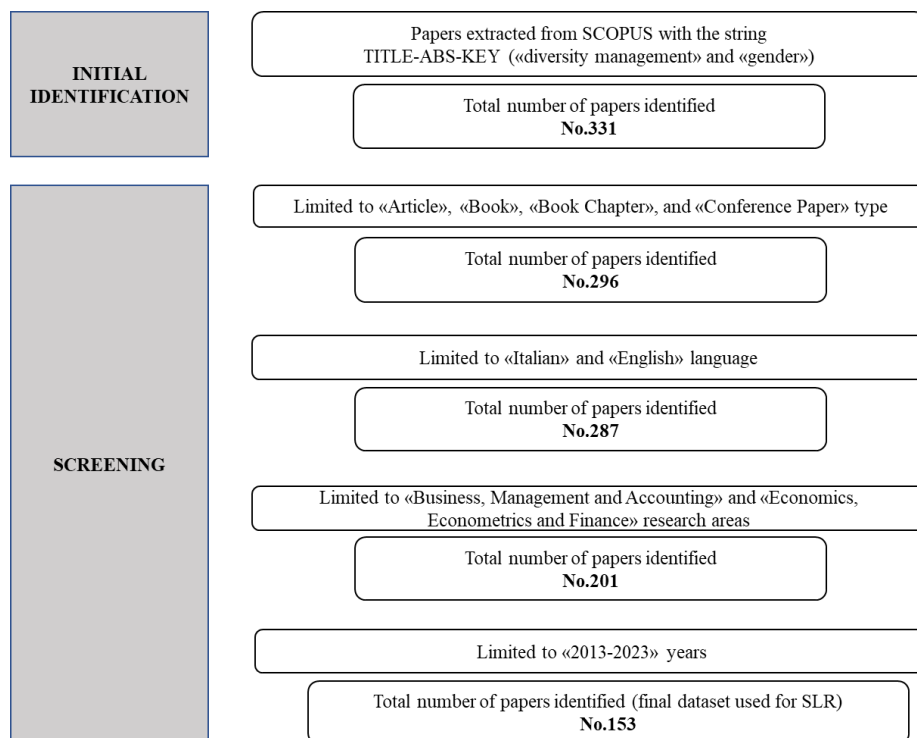 INITIAL
IDENTIFICATION
Papers extracted from SCOPUS with the string
TITLE-ABS-KEY («diversity management» and «gender»)
Total number of papers identified
No.331
SCREENING
Limited to «Article», «Book», «Book Chapter», and «Conference Paper» type
Total number of papers identified
No.296
Limited to «Italian» and «English» language
Total number of papers identified
No.287
Limited to «Business, Management and Accounting» and «Economics,
Econometrics and Finance» research areas
Total number of papers identified
No.201
Limited to «2013-2023» years
Total number of papers identified (final dataset used for SLR)
No.153